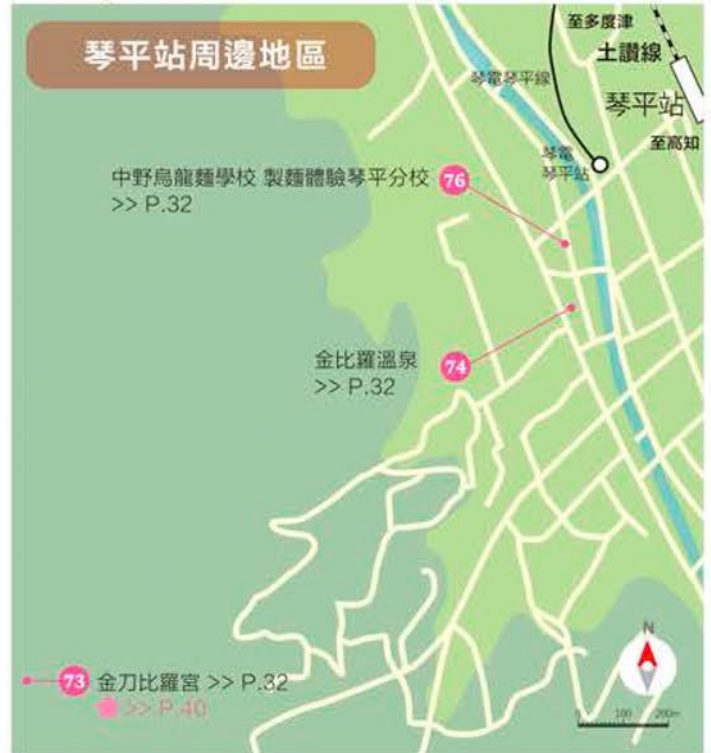 琴平站周邊地區
至多度津
土讚線
琴電琴平線
琴平站
至高知
琴電
琴平站
中野烏龍麵學校 製麵體驗琴平分校
>> P.32
76
金比羅溫泉
>> P.32
74
73 金刀比羅宮 >> P.32
>> P.40
N
0 100 200m